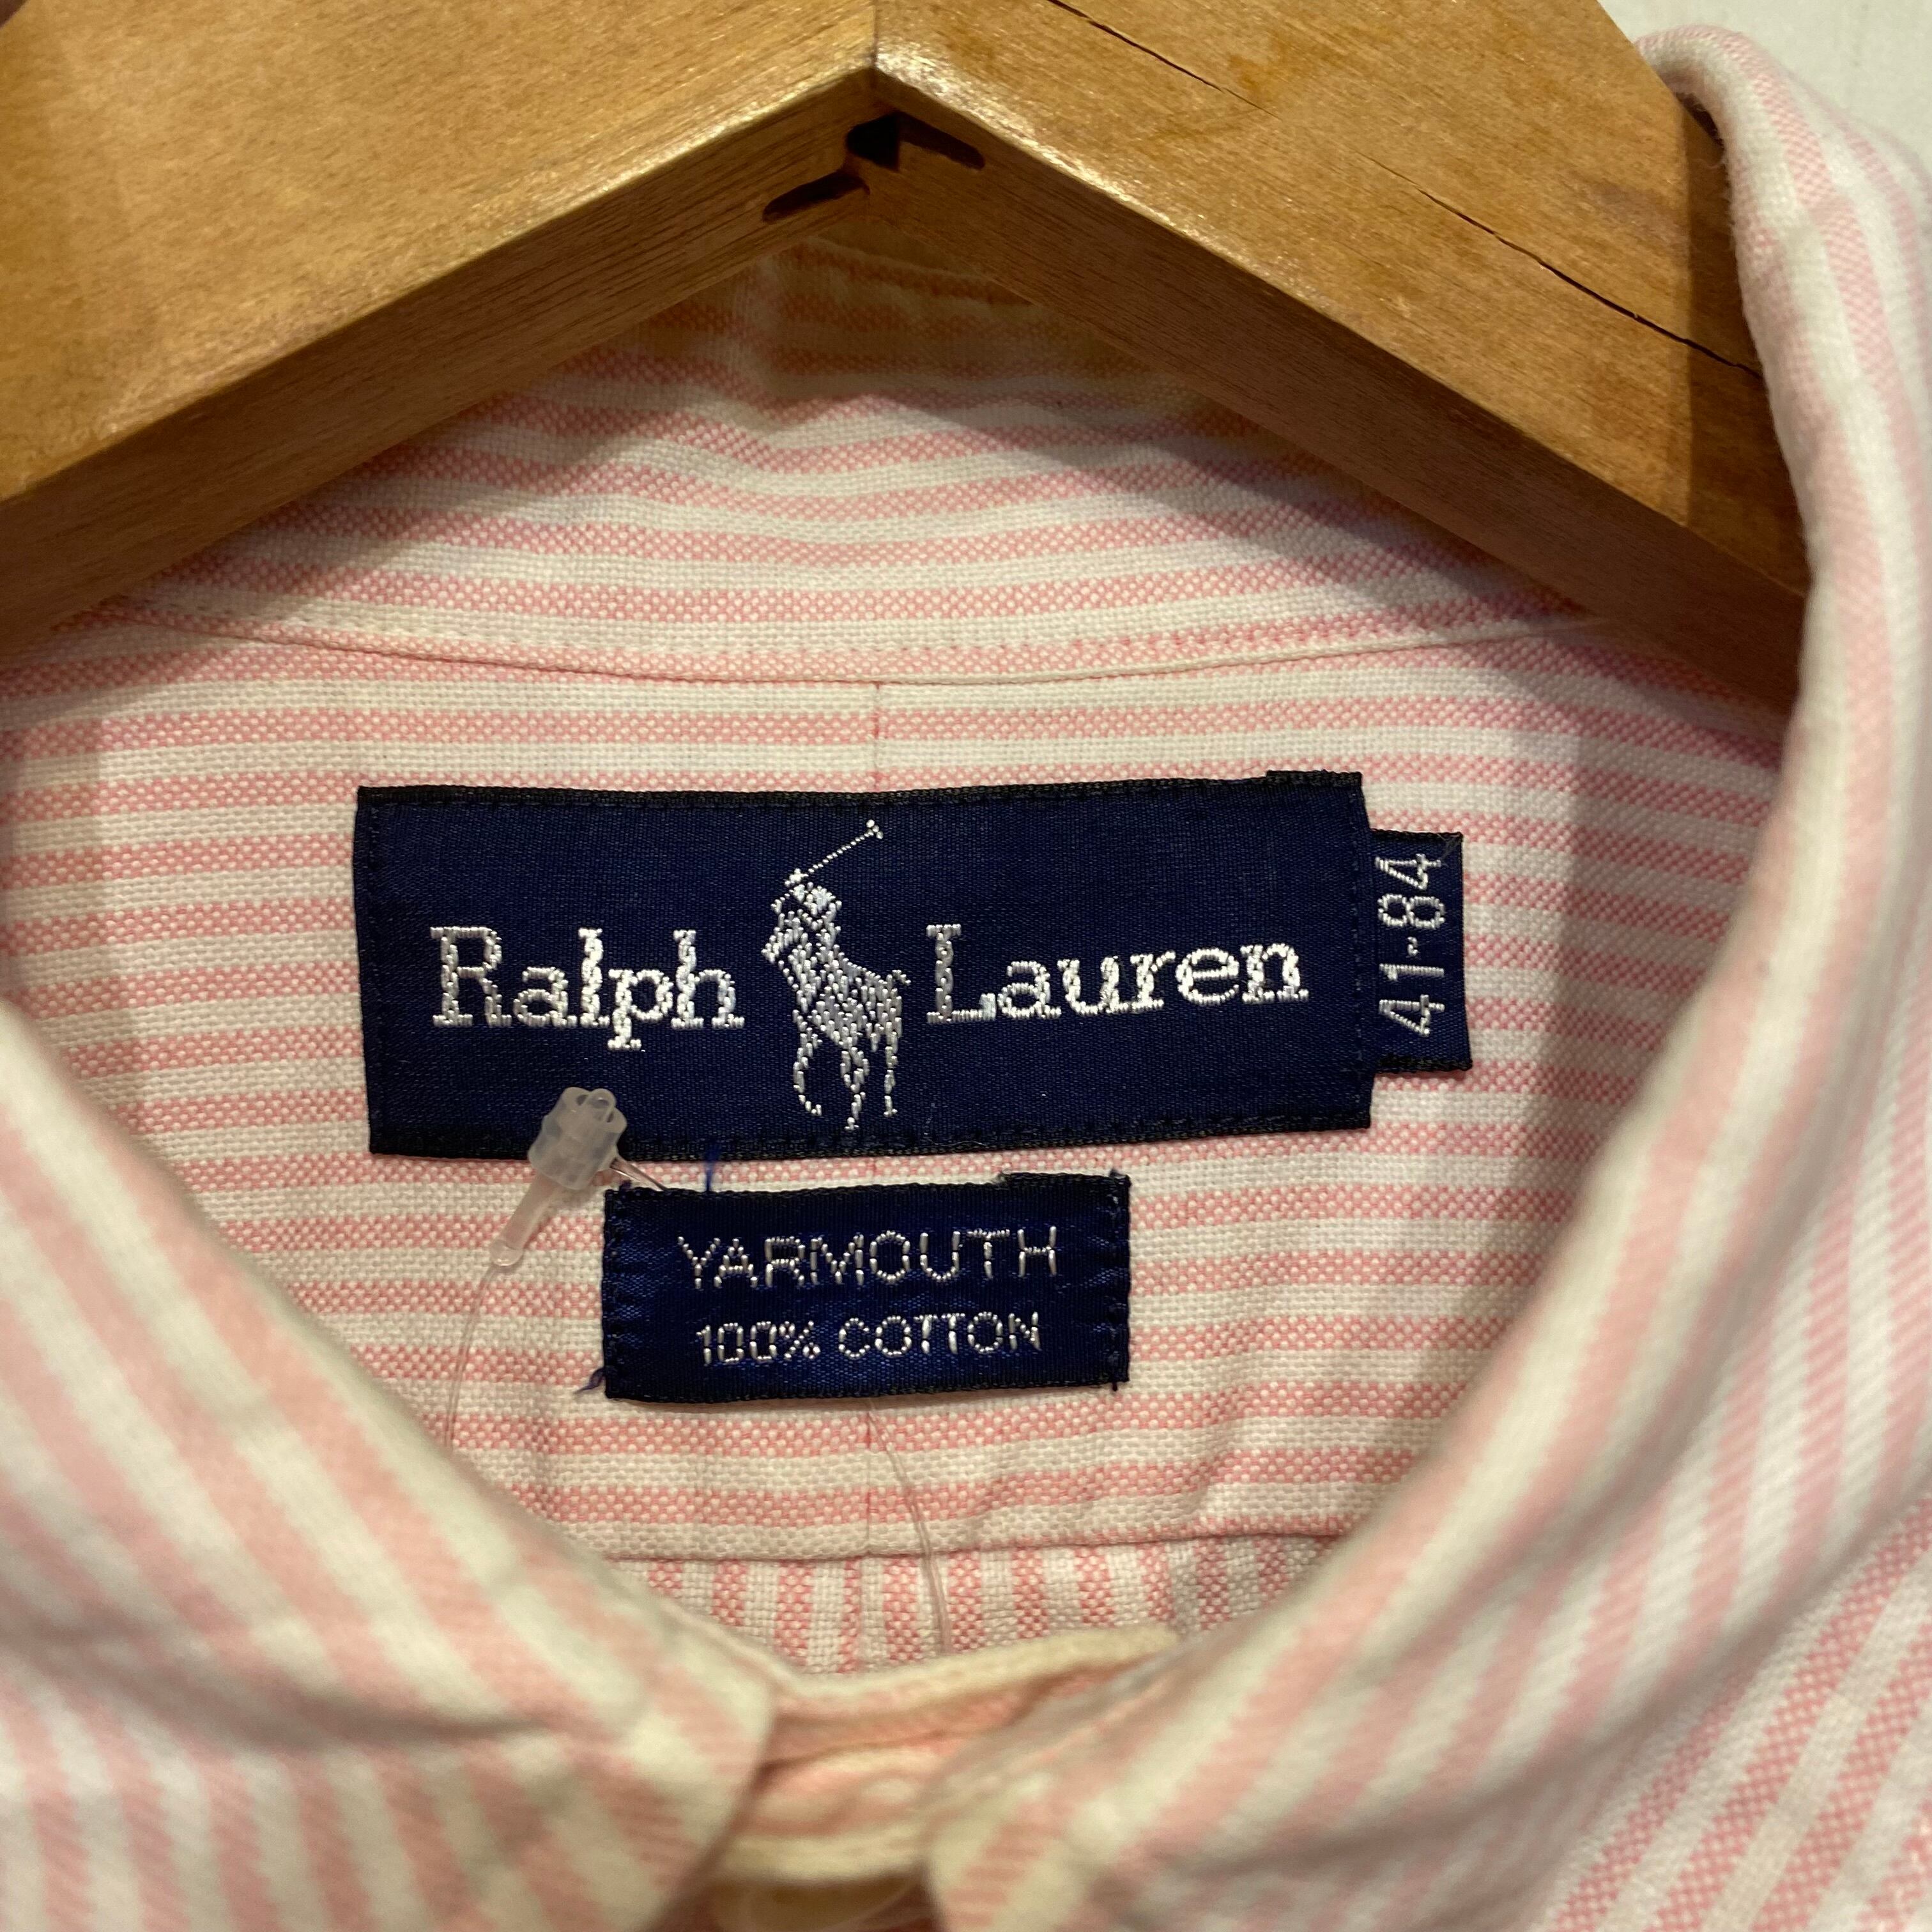 Ralph Lauren
41-84
YARMOUTH
100% COTTON